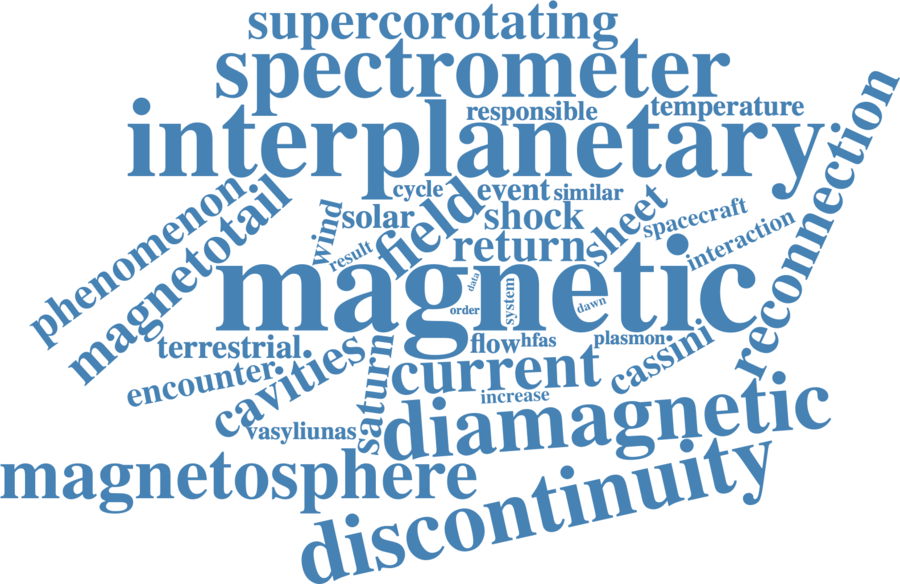 supercorotating
spectrometer
responsible
temperature
interplanetary
reconnection
phenomenon
magnetotail
cycle
event
similar
wind
solar
field
shock
sheet
spacecraft
result
return
interaction
magnetic
data
order
system
dawn
terrestrial
flow
hfas
plasmon
encounter
cavities
saturn
current
cassini
increase
vasyliunas
diamagnetic
magnetosphere
discontinuity